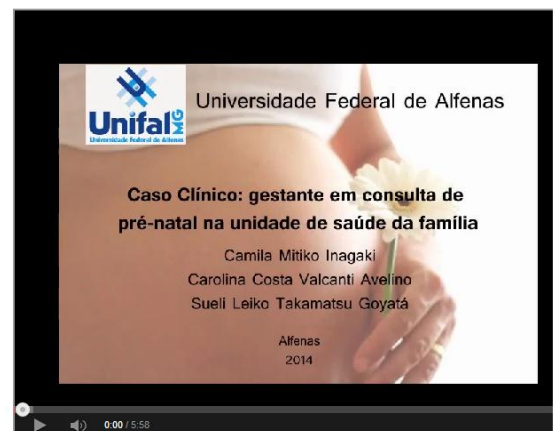 Unifal MG
Universidade Federal de Alfenas
Universidade Federal de Alfenas
Caso Clínico: gestante em consulta de
pré-natal na unidade de saúde da família
Camila Mitiko Inagaki
Carolina Costa Valcanti Avelino
Sueli Leiko Takamatsu Goyatá
Alfenas
2014
0:00 / 5:58